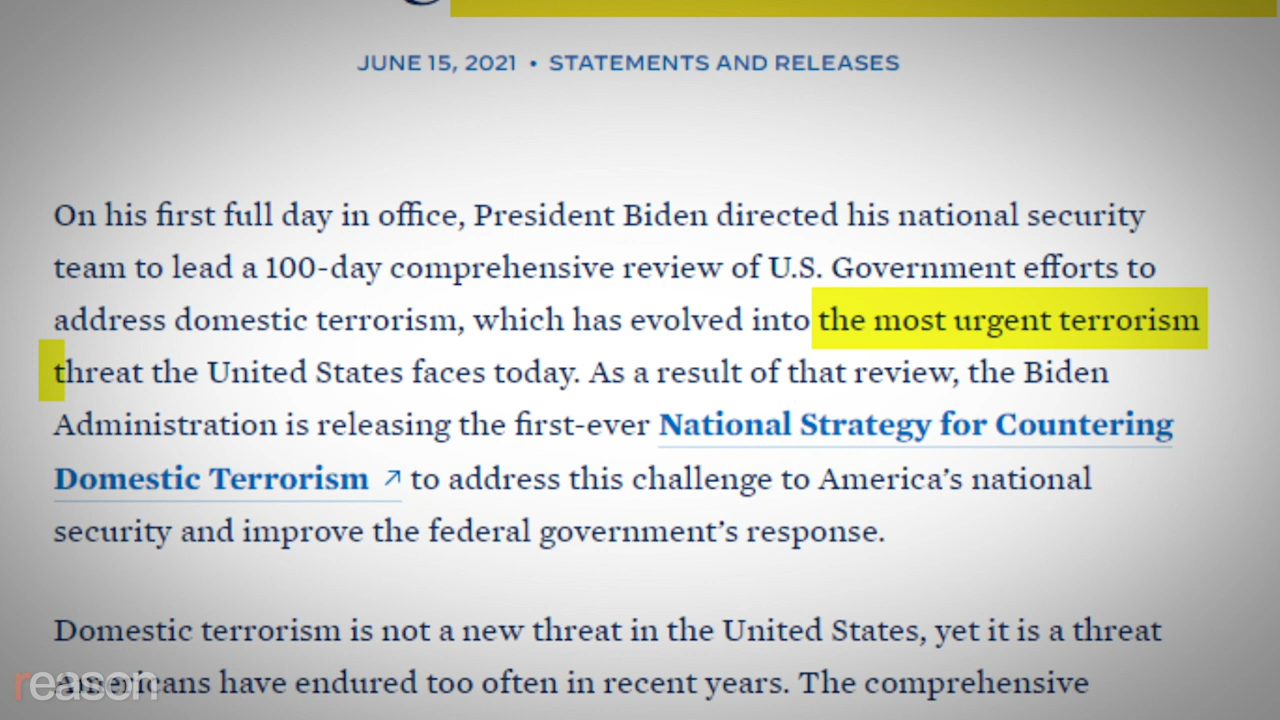 JUNE 15, 2021 • STATEMENTS AND RELEASES
On his first full day in office, President Biden directed his national security
team to lead a 100-day comprehensive review of U.S. Government efforts to
address domestic terrorism, which has evolved into the most urgent terrorism
threat the United States faces today. As a result of that review, the Biden
Administration is releasing the first-ever National Strategy for Countering
Domestic Terrorism ↗ to address this challenge to America's national
security and improve the federal government's response.
Domestic terrorism is not a new threat in the United States, yet it is a threat
Americans have endured too often in recent years. The comprehensive
reason